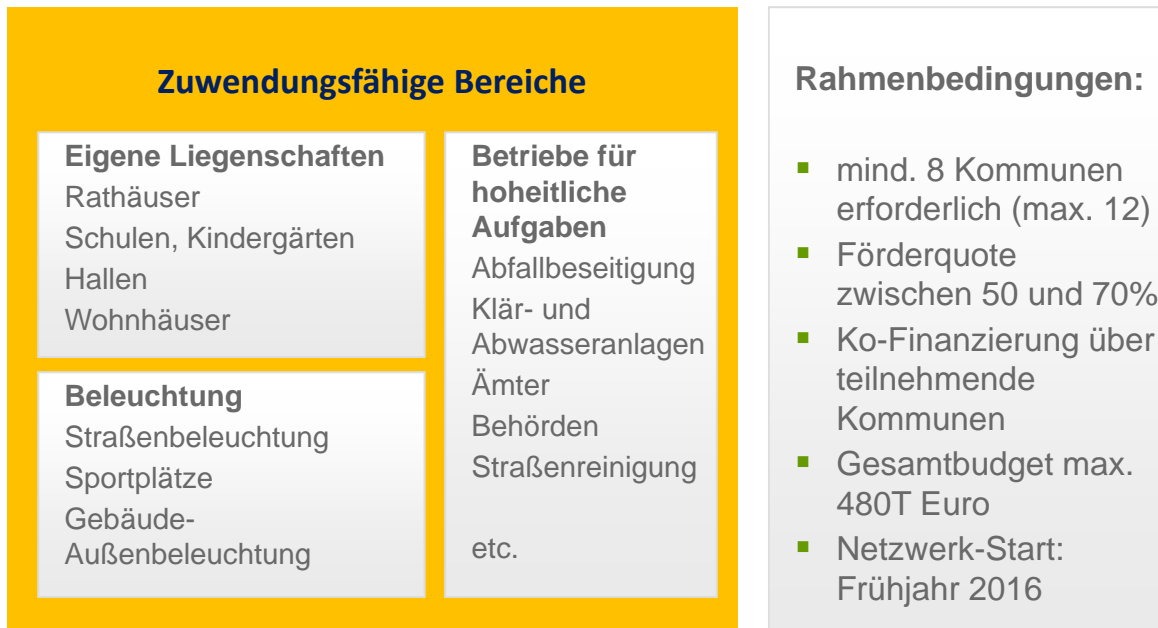 Zuwendungsfähige Bereiche
Eigene Liegenschaften
Rathäuser
Schulen, Kindergärten
Hallen
Wohnhäuser
Beleuchtung
Straßenbeleuchtung
Sportplätze
Gebäude-
Außenbeleuchtung
Betriebe für
hoheitliche
Aufgaben
Abfallbeseitigung
Klär- und
Abwasseranlagen
Ämter
Behörden
Straßenreinigung
etc.
Rahmenbedingungen:
▪ mind. 8 Kommunen
erforderlich (max. 12)
▪ Förderquote
zwischen 50 und 70%
▪ Ko-Finanzierung über
teilnehmende
Kommunen
▪ Gesamtbudget max.
480T Euro
▪ Netzwerk-Start:
Frühjahr 2016